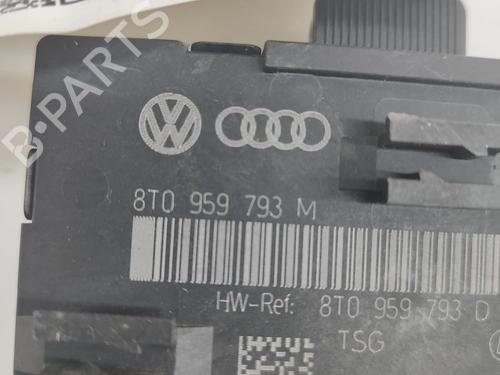 B-PARTS
8T0 959 793 M
HW-Ref: 8T0 959 793 D
TSG